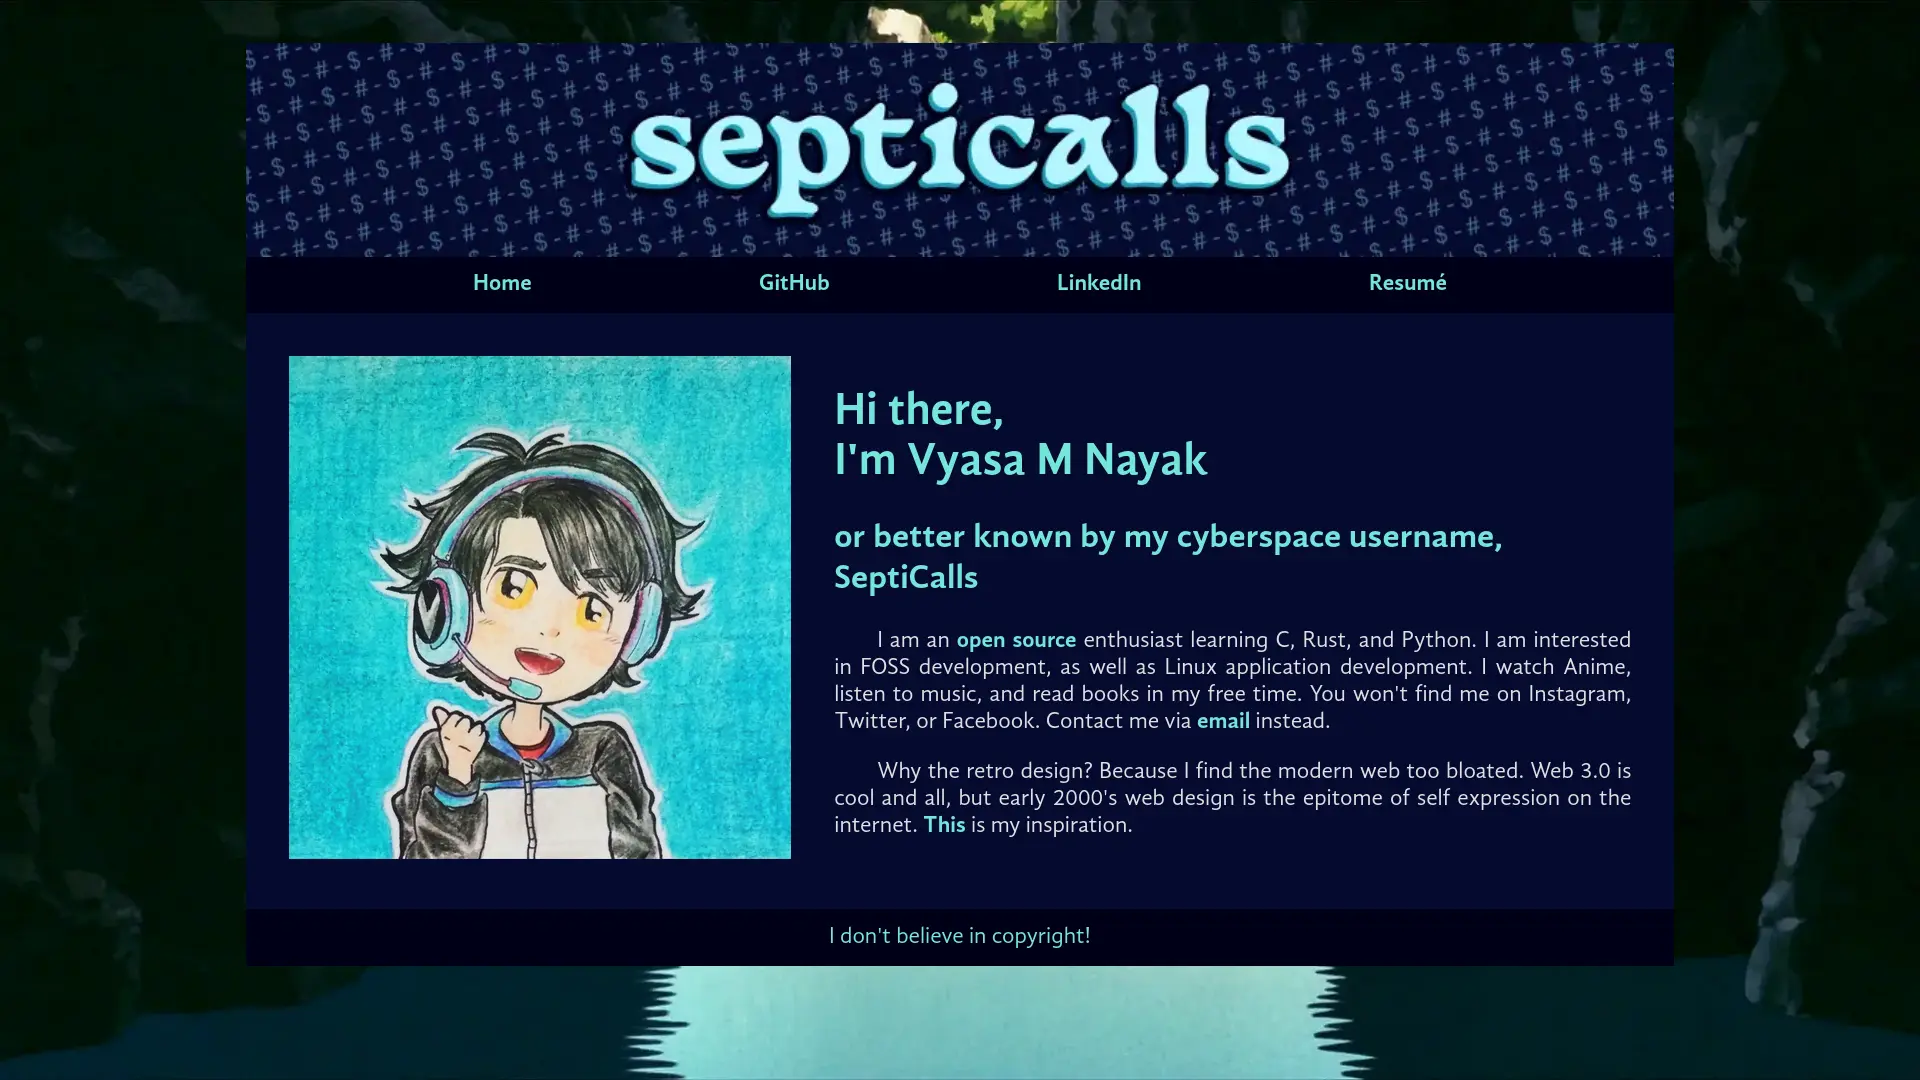 septicalls
Home GitHub LinkedIn Resumé
Hi there,
I'm Vyasa M Nayak
or better known by my cyberspace username,
SeptiCalls
I am an open source enthusiast learning C, Rust, and Python. I am interested
in FOSS development, as well as Linux application development. I watch Anime,
listen to music, and read books in my free time. You won't find me on Instagram,
Twitter, or Facebook. Contact me via email instead.
Why the retro design? Because I find the modern web too bloated. Web 3.0 is
cool and all, but early 2000's web design is the epitome of self expression on the
internet. This is my inspiration.
I don't believe in copyright!